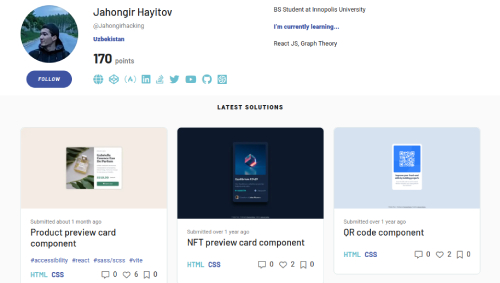 Jahongir Hayitov
@Jahongirhacking
Uzbekistan
170 points
FOLLOW
BS Student at Innopolis University
I'm currently learning...
React JS, Graph Theory
LATEST SOLUTIONS
Submitted about 1 month ago
Product preview card
component
#accessibility #react #sass/scss #vite
HTML CSS
0 6 0
Submitted over 1 year ago
NFT preview card component
HTML CSS
0 2 0
Submitted over 1 year ago
QR code component
HTML CSS
0 2 0